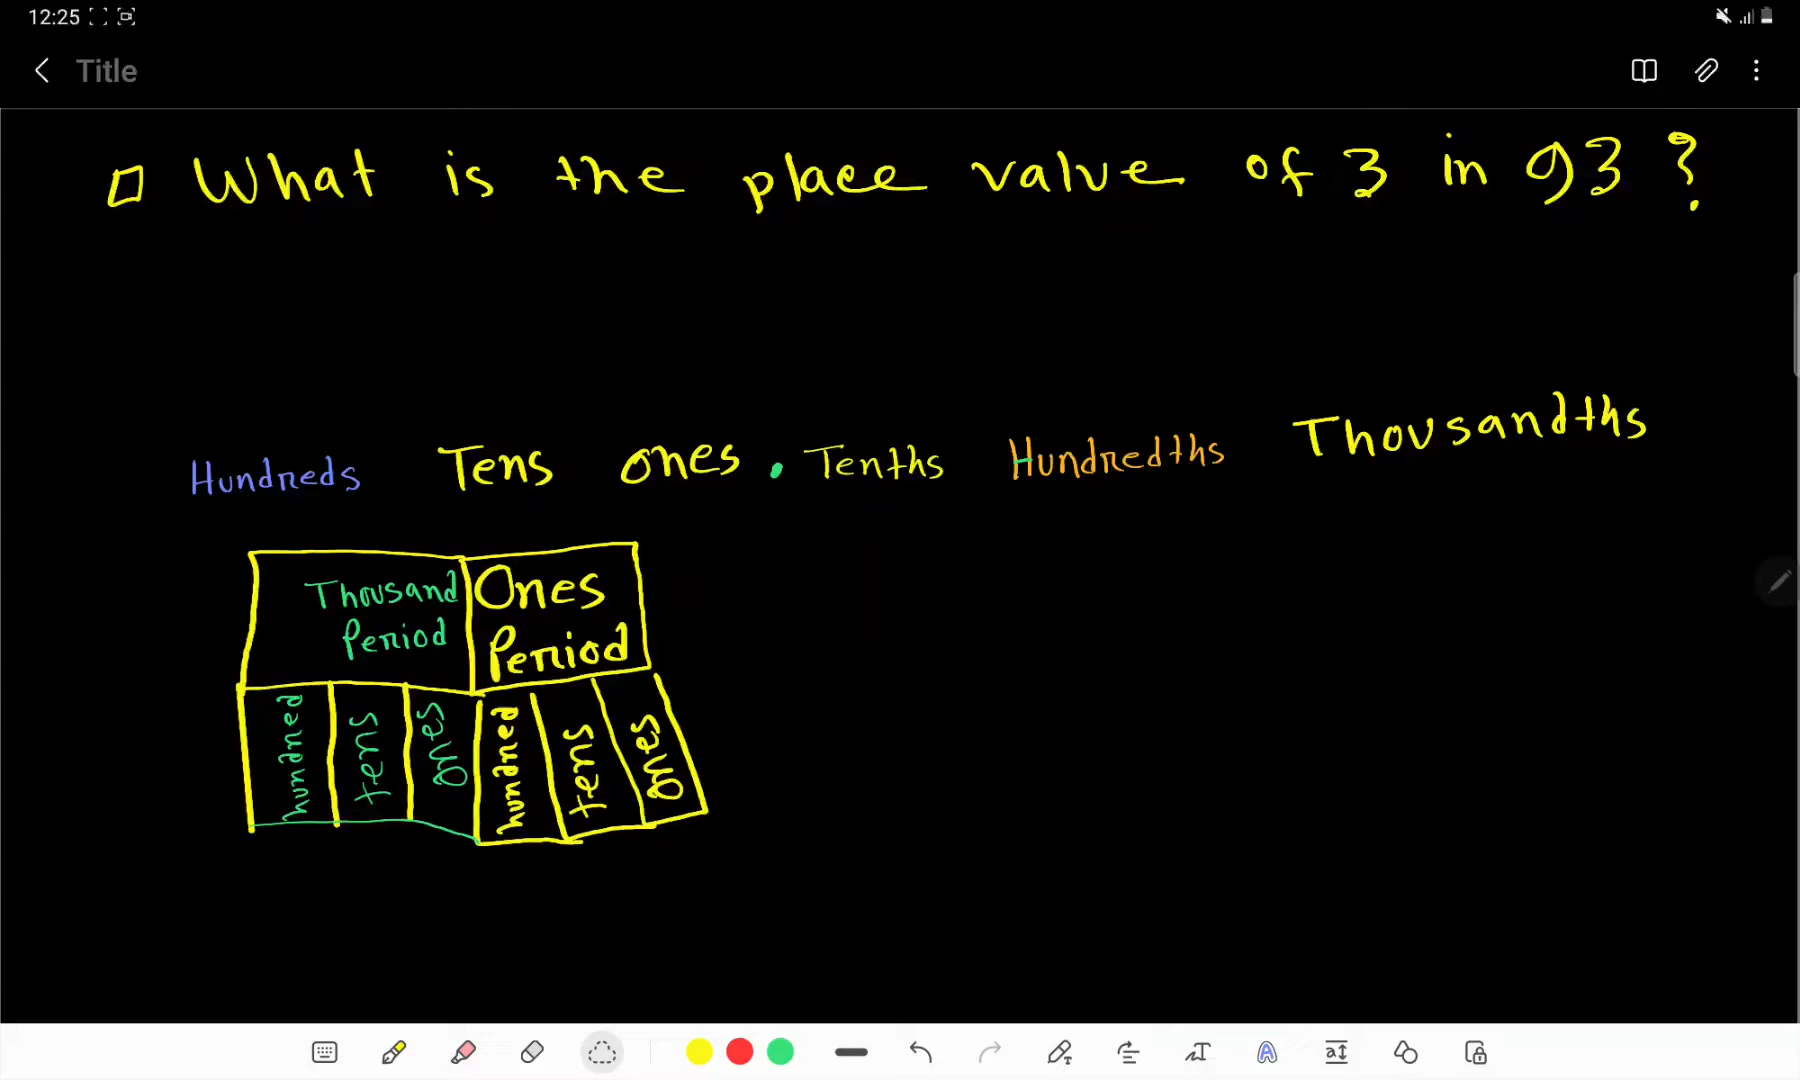 12:25
Title
What is the place value of 3 in 93 ?
Hundreds Tens ones . Tenths Hundredths Thousandths
Thousand Ones
Period Period
hundred tens ones hundred tens ones